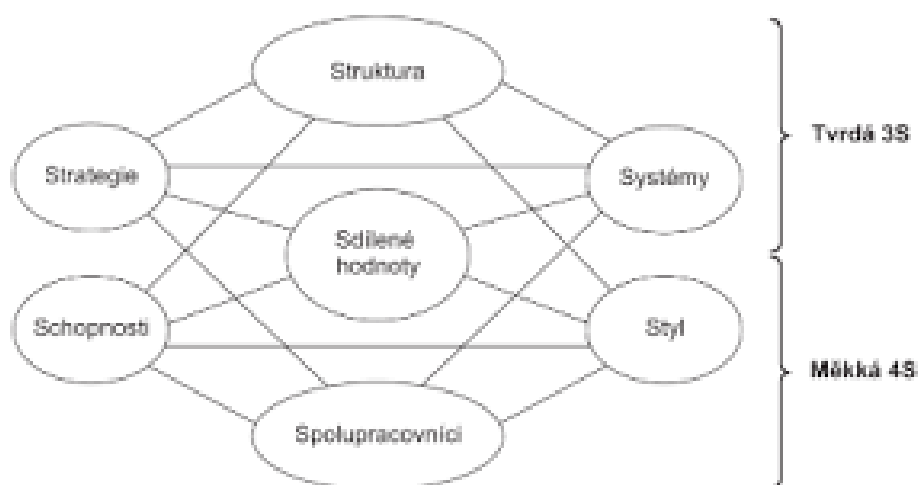 Struktura
Tvrdá 3S
Strategie
Systémy
Sdílené
hodnoty
Schopnosti
Styl
Měkká 4S
Spolupracovníci